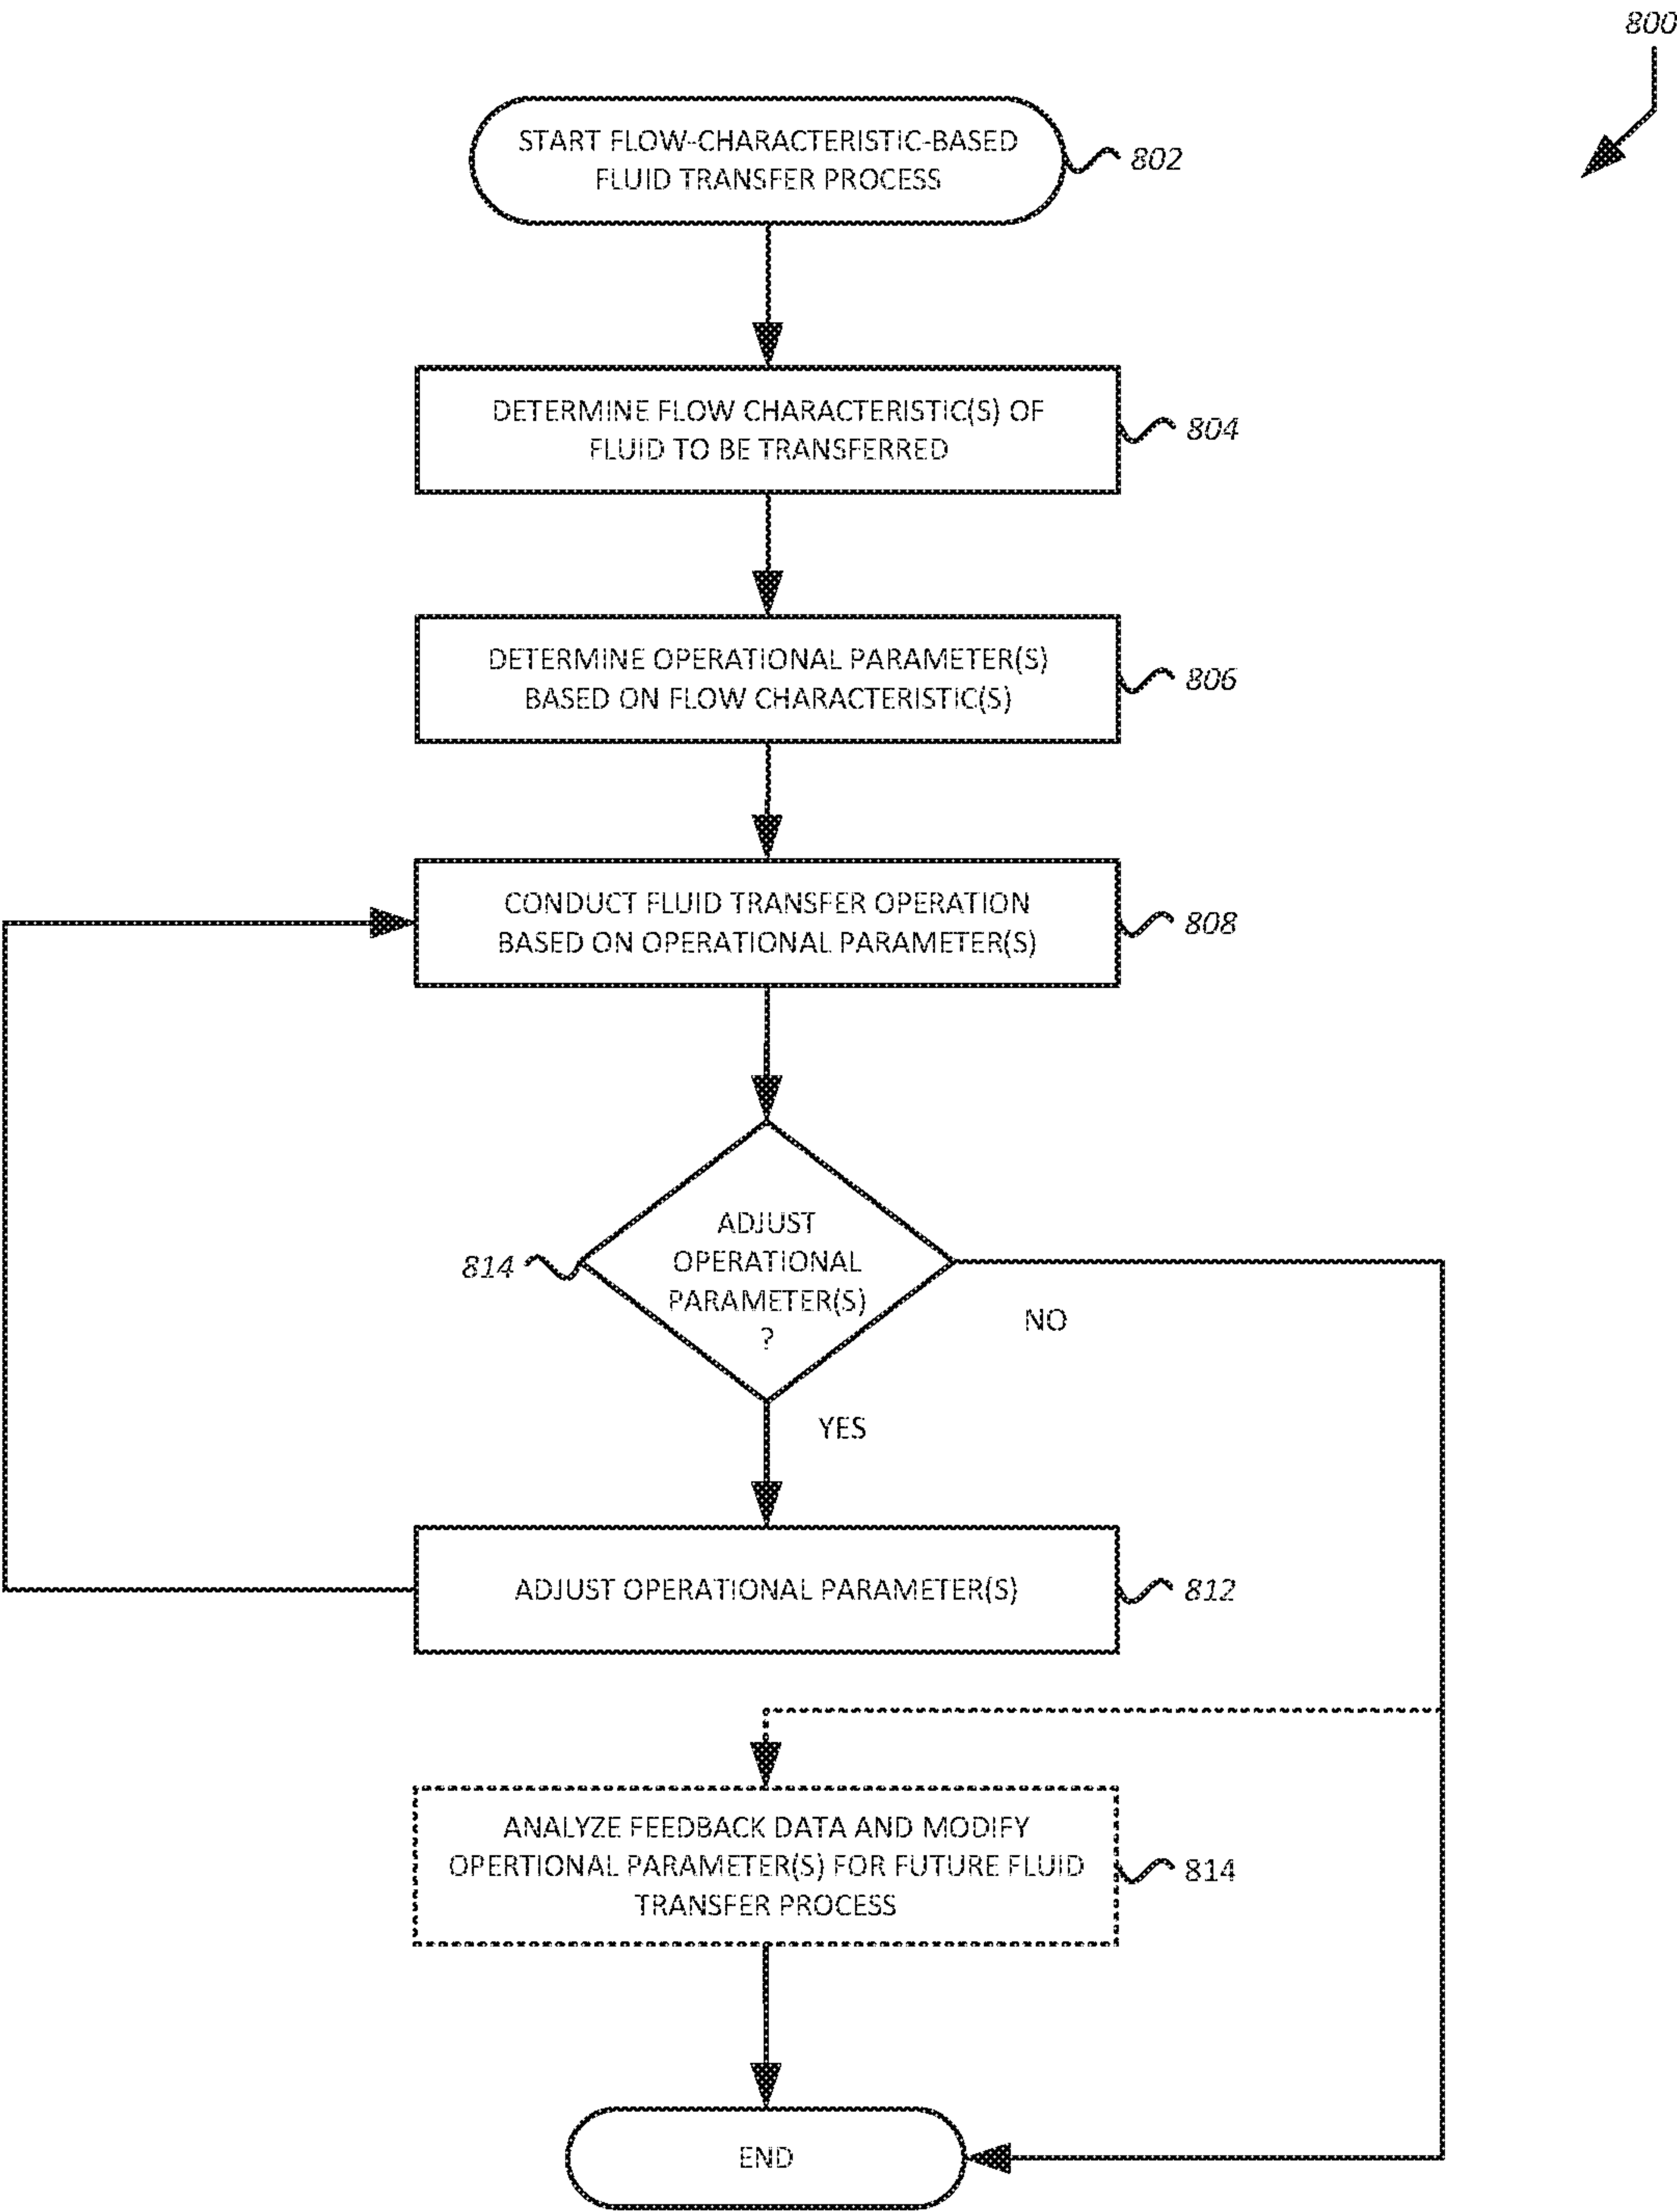 800
START FLOW-CHARACTERISTIC-BASED
FLUID TRANSFER PROCESS
802
DETERMINE FLOW CHARACTERISTIC(S) OF
FLUID TO BE TRANSFERRED
804
DETERMINE OPERATIONAL PARAMETER(S)
BASED ON FLOW CHARACTERISTIC(S)
806
CONDUCT FLUID TRANSFER OPERATION
BASED ON OPERATIONAL PARAMETER(S)
808
814
ADJUST
OPERATIONAL
PARAMETER(S)
?
NO
YES
ADJUST OPERATIONAL PARAMETER(S)
812
ANALYZE FEEDBACK DATA AND MODIFY
OPERTIONAL PARAMETER(S) FOR FUTURE FLUID
TRANSFER PROCESS
814
END